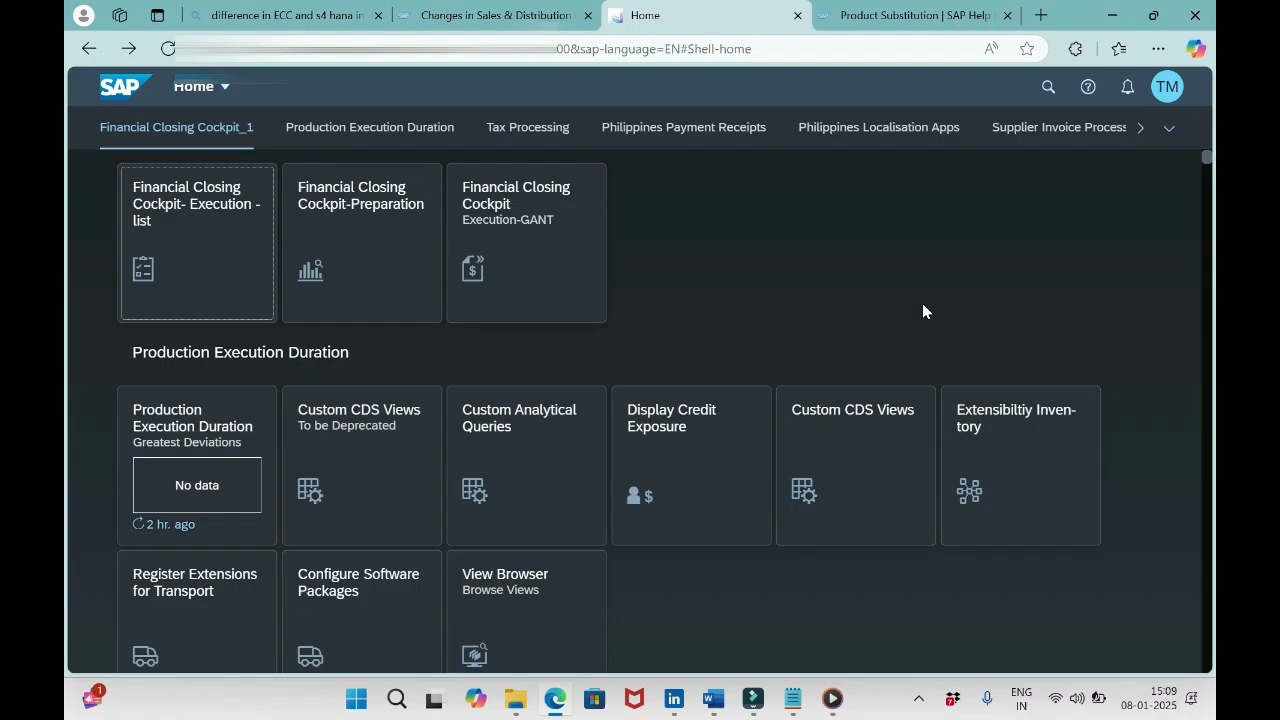 difference in ECC and s4 hana in
Changes in Sales & Distribution
Home
Product Substitution | SAP Help
00&sap-language=EN#Shell-home
SAP
Home
TM
Financial Closing Cockpit_1
Production Execution Duration
Tax Processing
Philippines Payment Receipts
Philippines Localisation Apps
Supplier Invoice Process
Financial Closing
Cockpit- Execution -
list
Financial Closing
Cockpit-Preparation
Financial Closing
Cockpit
Execution-GANT
Production Execution Duration
Production
Execution Duration
Greatest Deviations
No data
2 hr. ago
Custom CDS Views
To be Deprecated
Custom Analytical
Queries
Display Credit
Exposure
Custom CDS Views
Extensibiltiy Inven-
tory
Register Extensions
for Transport
Configure Software
Packages
View Browser
Browse Views
1
7
ENG
IN
15:09
08-01-2025